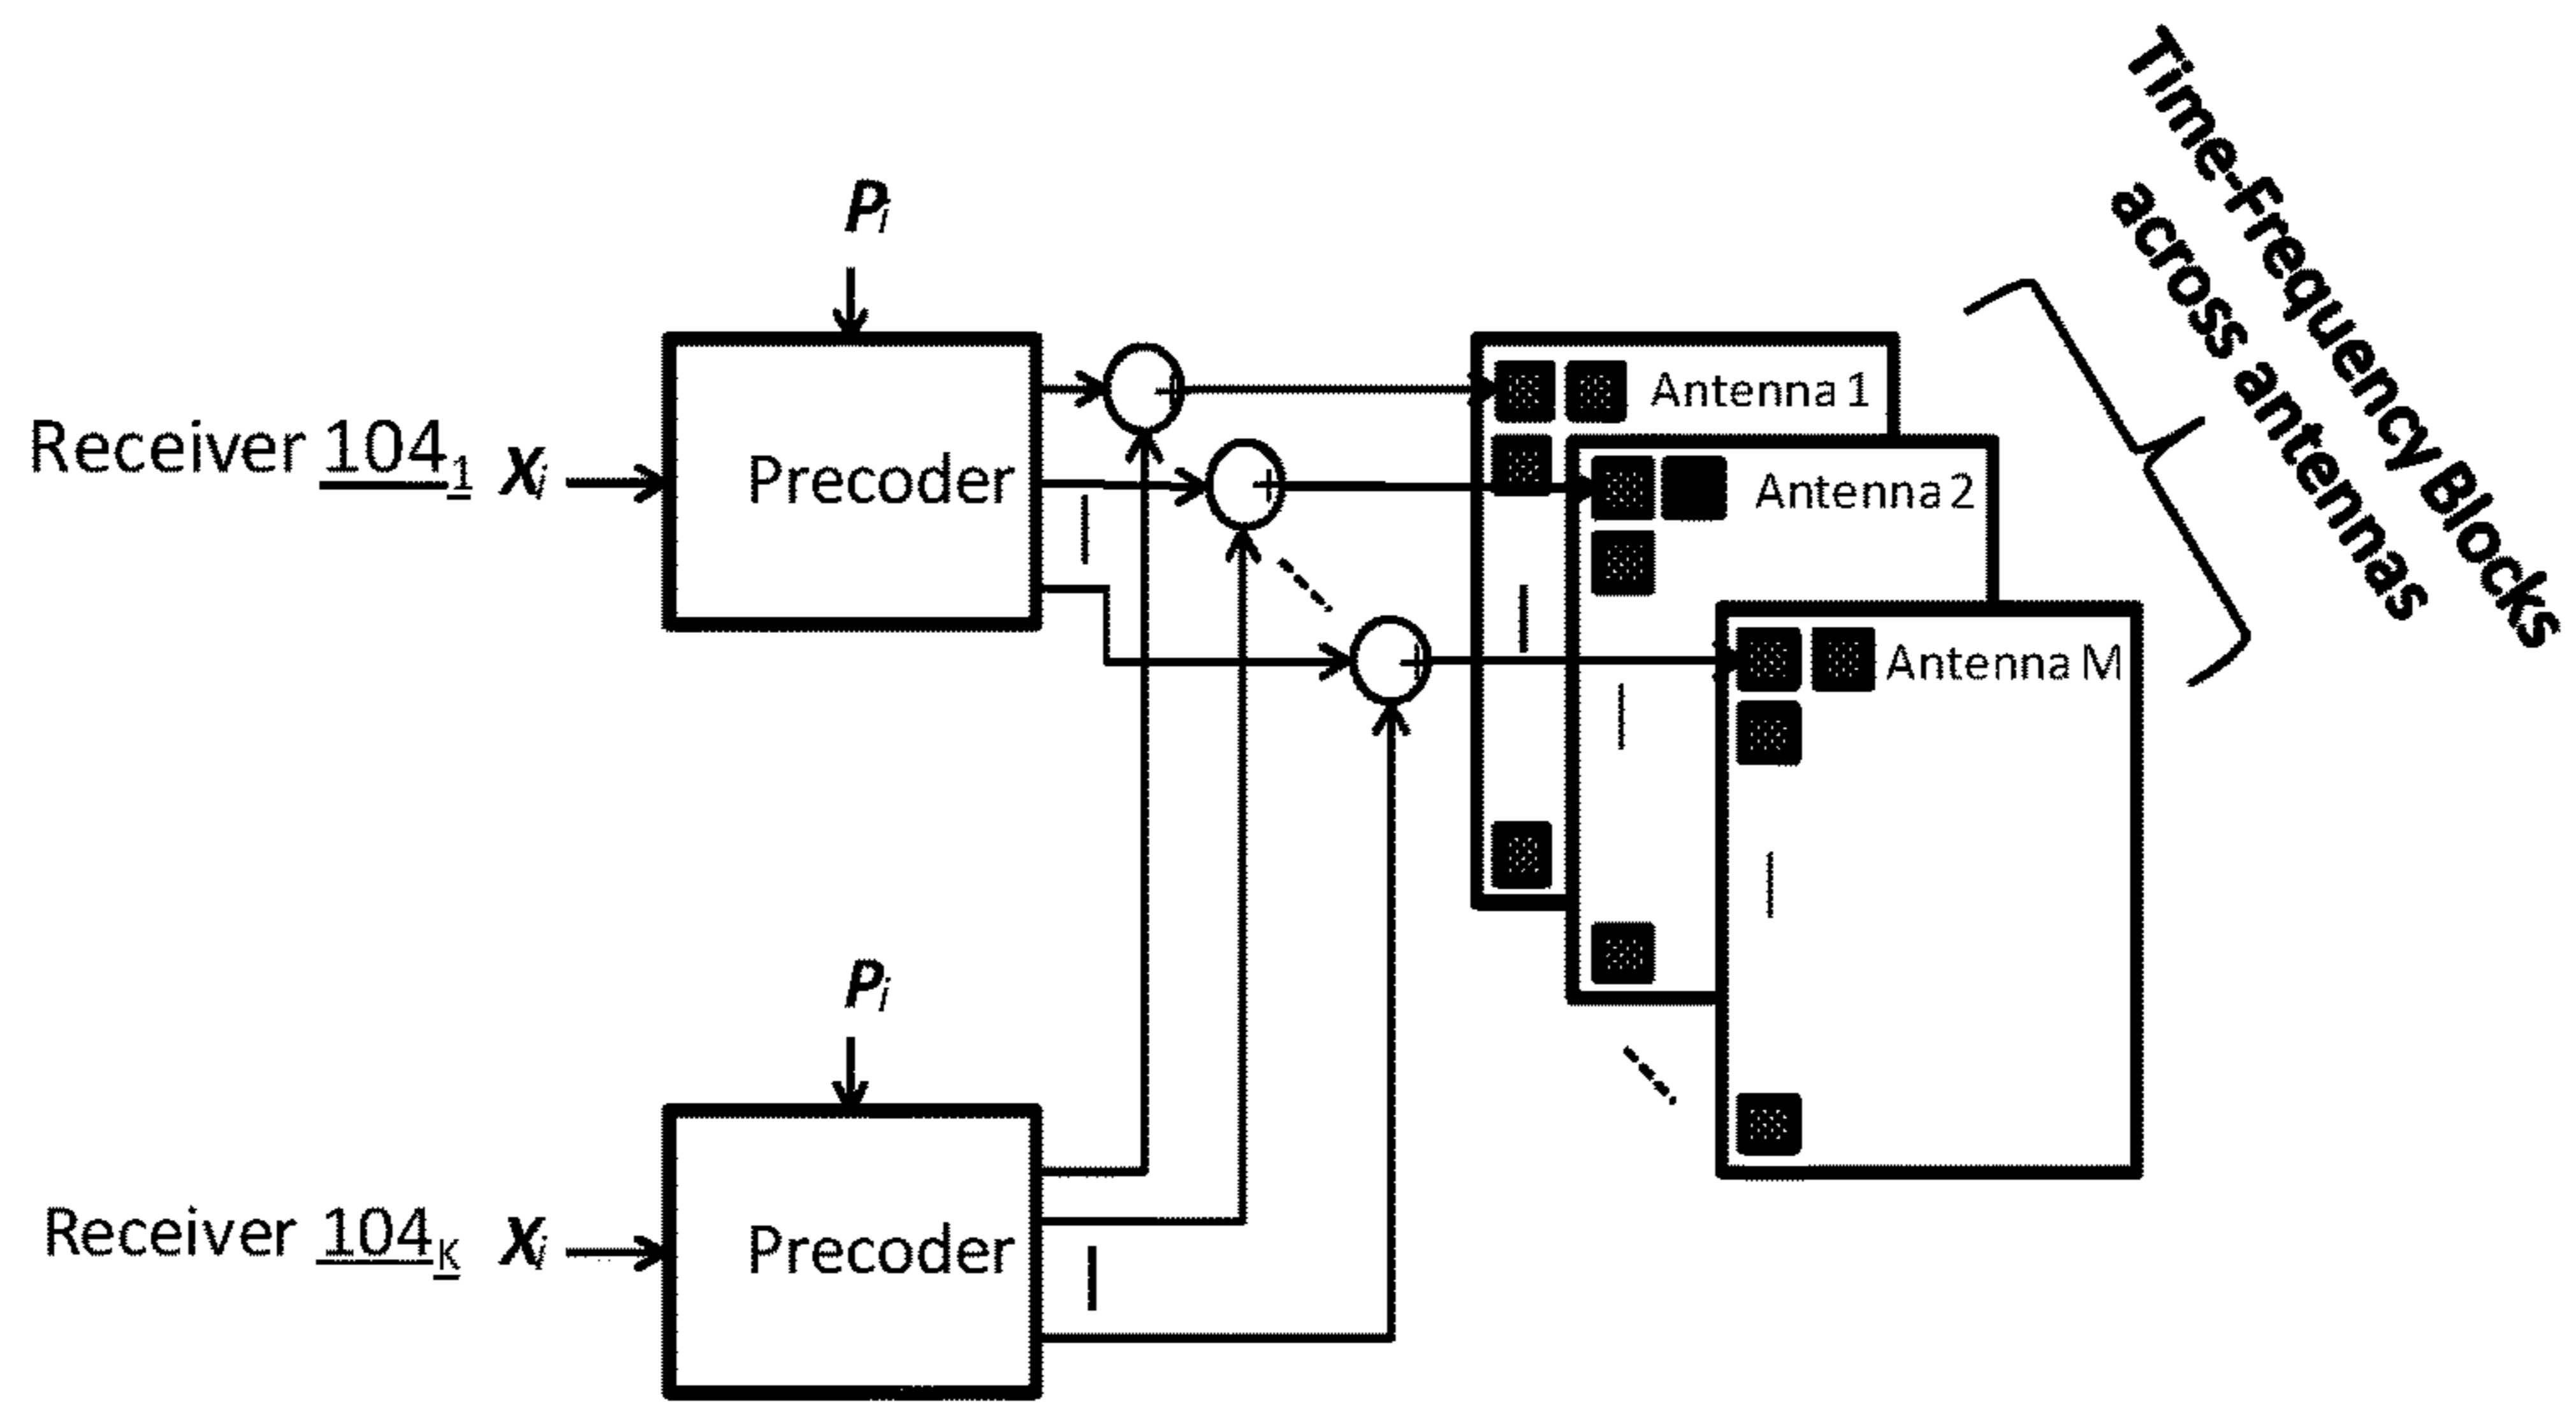 Time-Frequency Blocks
across antennas
Pi
Receiver 104₁ Xi
Precoder
+
+
+
Antenna 1
Antenna 2
Antenna M
Pi
Receiver 104K Xi
Precoder